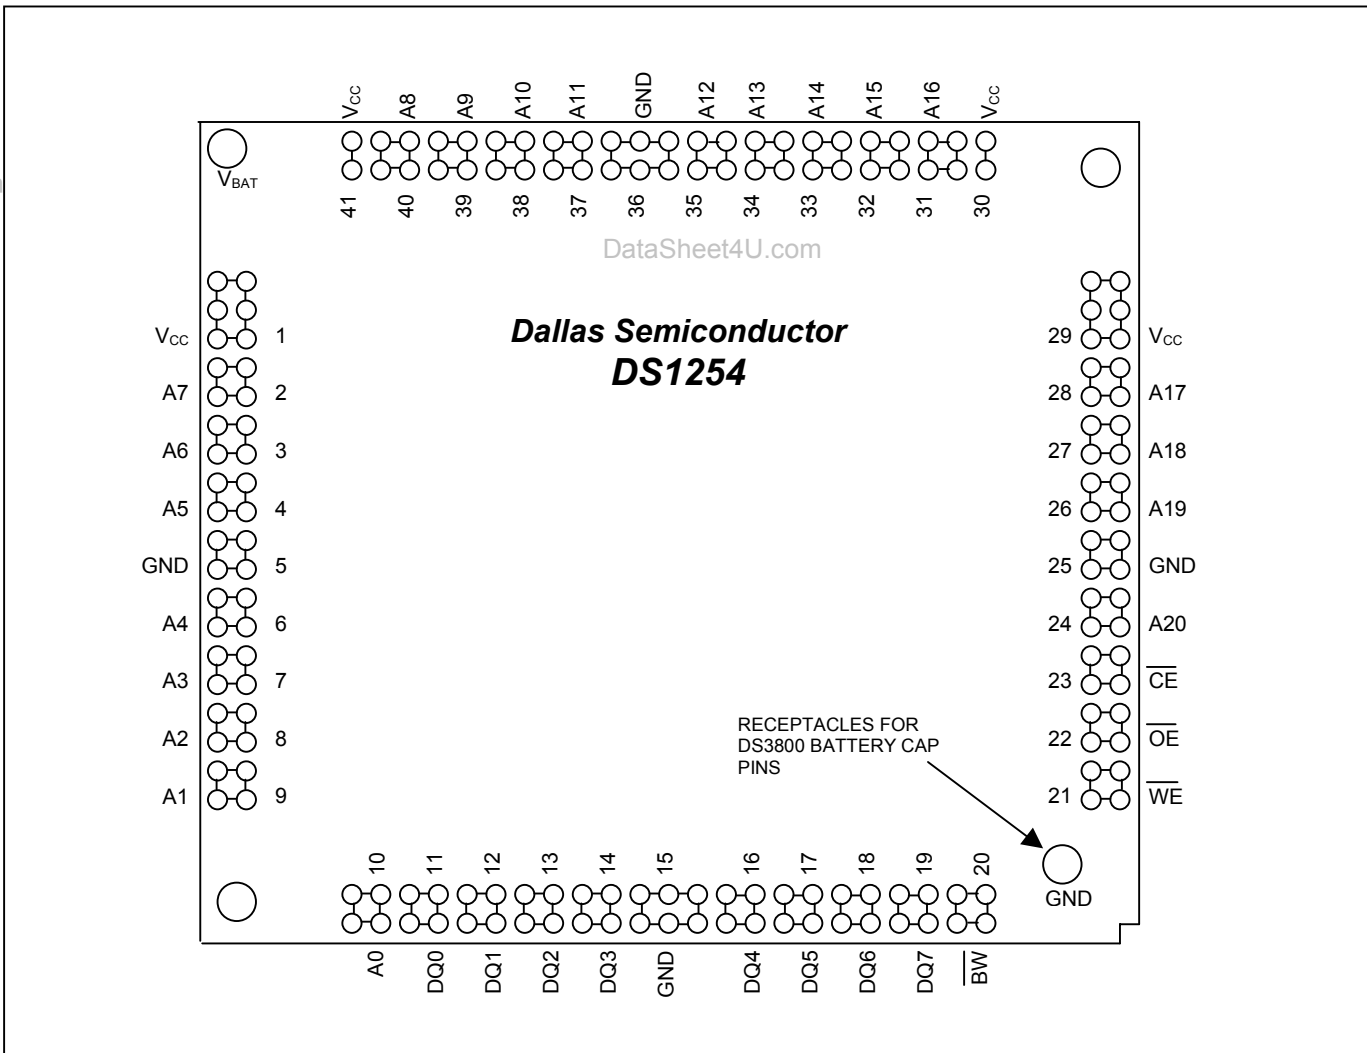 VCC A8 A9 A10 A11 GND A12 A13 A14 A15 A16 VCC
VBAT
41 40 39 38 37 36 35 34 33 32 31 30
DataSheet4U.com
Dallas Semiconductor
DS1254
VCC 1 29 VCC
A7 2 28 A17
A6 3 27 A18
A5 4 26 A19
GND 5 25 GND
A4 6 24 A20
A3 7 23 C̅E̅
A2 8 22 O̅E̅
A1 9 21 W̅E̅
RECEPTACLES FOR
DS3800 BATTERY CAP
PINS
10 11 12 13 14 15 16 17 18 19 20
GND
A0 DQ0 DQ1 DQ2 DQ3 GND DQ4 DQ5 DQ6 DQ7 B̅W̅